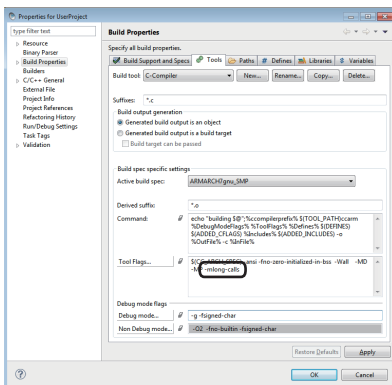 Properties for UserProject
type filter text
Resource
Binary Parser
Build Properties
Builders
C/C++ General
External File
Project Info
Project References
Refactoring History
Run/Debug Settings
Task Tags
Validation
Build Properties
Specify all build properties.
Build Support and Specs Tools Paths # Defines Libraries $ Variables
Build tool: C-Compiler New... Rename... Copy... Delete...
Suffixes: *.c
Build output generation
Generated build output is an object
Generated build output is a build target
Build target can be passed
Build spec specific settings
Active build spec: ARMARCH7gnu_SMP
Derived suffix: *.o
Command: echo "building $@";%ccompilerprefix% $(TOOL_PATH)ccarm
%DebugModeFlags% %ToolFlags% %Defines% $(DEFINES)
$(ADDED_CFLAGS) %Includes% $(ADDED_INCLUDES) -o
%OutFile% -c %InFile%
Tool Flags... $(CC_ARCH_SPEC) -ansi -fno-zero-initialized-in-bss -Wall -MD
-MP -mlong-calls
Debug mode flags
Debug mode... -g -fsigned-char
Non Debug mode... -O2 -fno-builtin -fsigned-char
Restore Defaults Apply
? OK Cancel